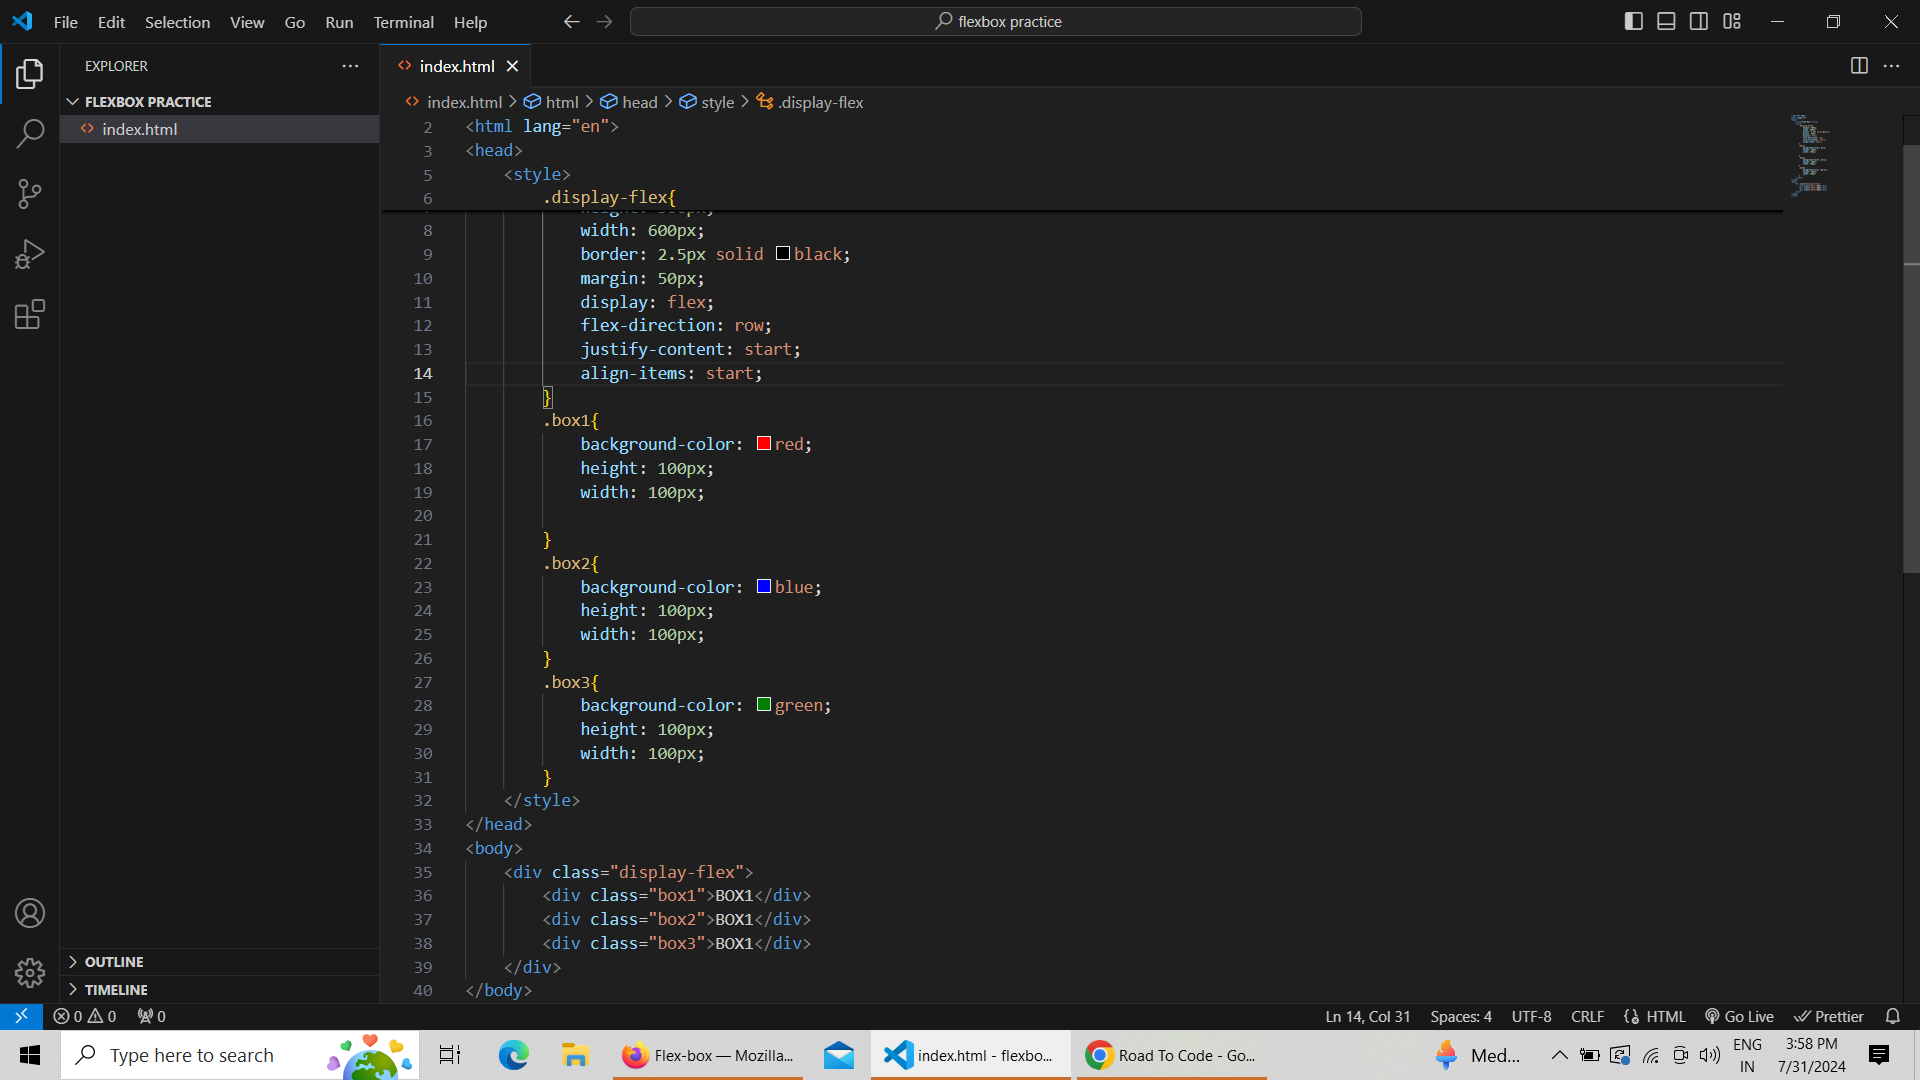 File Edit Selection View Go Run Terminal Help
flexbox practice
EXPLORER
FLEXBOX PRACTICE
index.html
OUTLINE
TIMELINE
index.html
index.html > html > head > style > .display-flex
2 <html lang="en">
3 <head>
5 <style>
6 .display-flex{
8 width: 600px;
9 border: 2.5px solid black;
10 margin: 50px;
11 display: flex;
12 flex-direction: row;
13 justify-content: start;
14 align-items: start;
15 }
16 .box1{
17 background-color: red;
18 height: 100px;
19 width: 100px;
20
21 }
22 .box2{
23 background-color: blue;
24 height: 100px;
25 width: 100px;
26 }
27 .box3{
28 background-color: green;
29 height: 100px;
30 width: 100px;
31 }
32 </style>
33 </head>
34 <body>
35 <div class="display-flex">
36 <div class="box1">BOX1</div>
37 <div class="box2">BOX1</div>
38 <div class="box3">BOX1</div>
39 </div>
40 </body>
0 0 0
Ln 14, Col 31 Spaces: 4 UTF-8 CRLF HTML Go Live Prettier
Type here to search
Flex-box — Mozilla...
index.html - flexbo...
Road To Code - Go...
Med...
ENG
IN
3:58 PM
7/31/2024